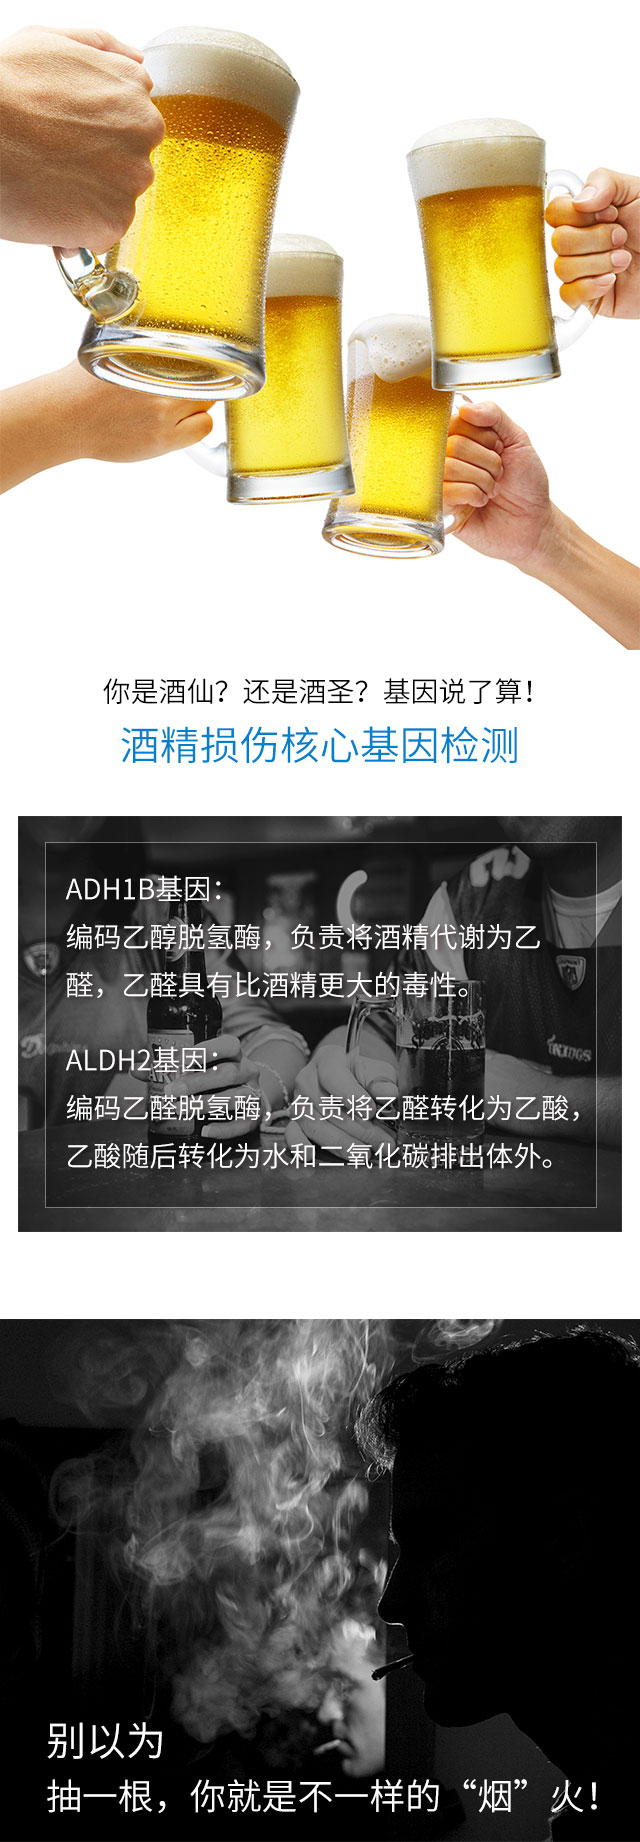 你是酒仙？还是酒圣？基因说了算！
酒精损伤核心基因检测
ADH1B基因：
编码乙醇脱氢酶，负责将酒精代谢为乙
醛，乙醛具有比酒精更大的毒性。
ALDH2基因：
编码乙醛脱氢酶，负责将乙醛转化为乙酸，
乙酸随后转化为水和二氧化碳排出体外。
别以为
抽一根，你就是不一样的“烟”火！